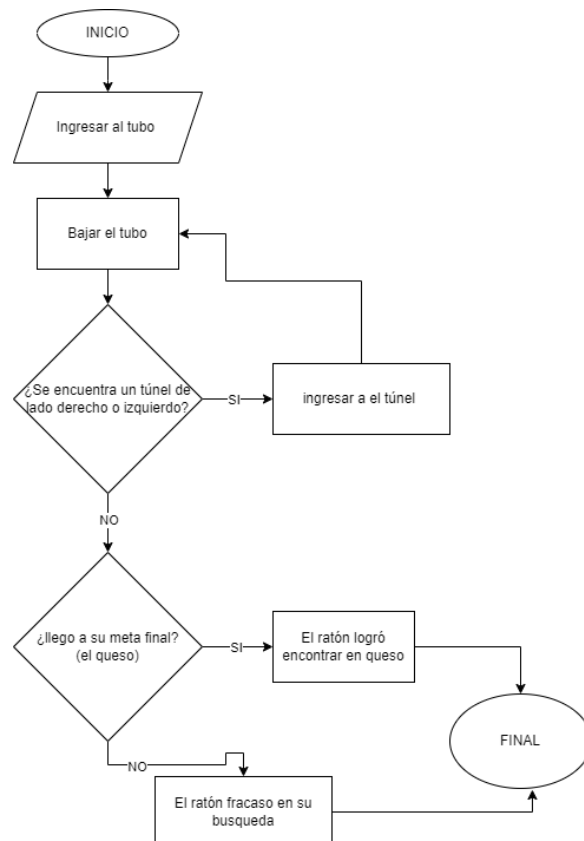 INICIO
Ingresar al tubo
Bajar el tubo
¿Se encuentra un túnel de
lado derecho o izquierdo?
SI
ingresar a el túnel
NO
¿llego a su meta final?
(el queso)
SI
El ratón logró
encontrar en queso
FINAL
NO
El ratón fracaso en su
busqueda